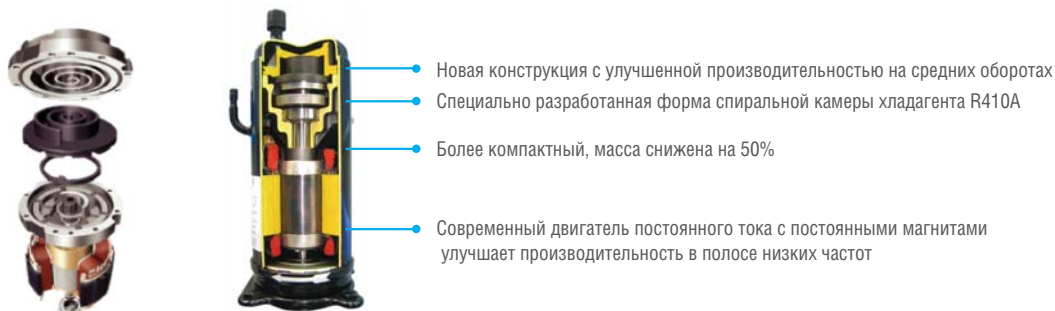 Новая конструкция с улучшенной производительностью на средних оборотах
Специально разработанная форма спиральной камеры хладагента R410A
Более компактный, масса снижена на 50%
Современный двигатель постоянного тока с постоянными магнитами
улучшает производительность в полосе низких частот